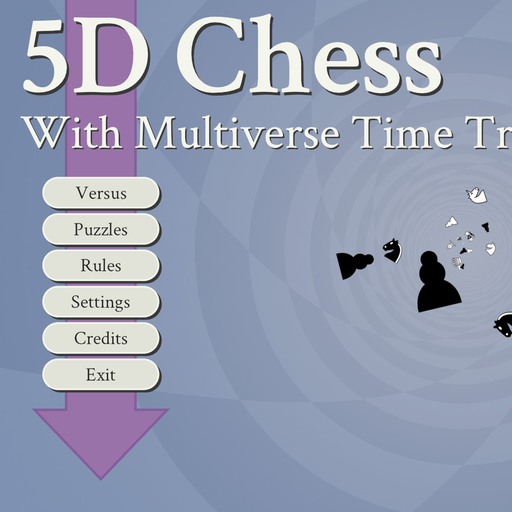 5D Chess
With Multiverse Time Tr
Versus
Puzzles
Rules
Settings
Credits
Exit